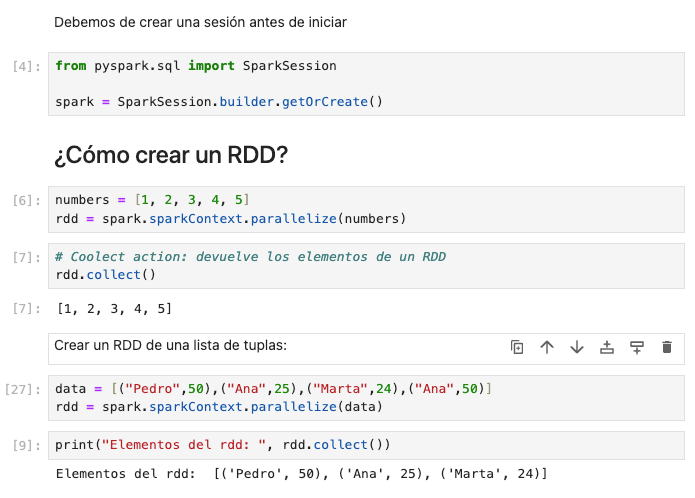 Debemos de crear una sesión antes de iniciar
[4]: from pyspark.sql import SparkSession
spark = SparkSession.builder.getOrCreate()
¿Cómo crear un RDD?
[6]: numbers = [1, 2, 3, 4, 5]
rdd = spark.sparkContext.parallelize(numbers)
[7]: # Coolect action: devuelve los elementos de un RDD
rdd.collect()
[7]: [1, 2, 3, 4, 5]
Crear un RDD de una lista de tuplas:
[27]: data = [("Pedro",50),("Ana",25),("Marta",24),("Ana",50)]
rdd = spark.sparkContext.parallelize(data)
[9]: print("Elementos del rdd: ", rdd.collect())
Elementos del rdd:  [('Pedro', 50), ('Ana', 25), ('Marta', 24)]